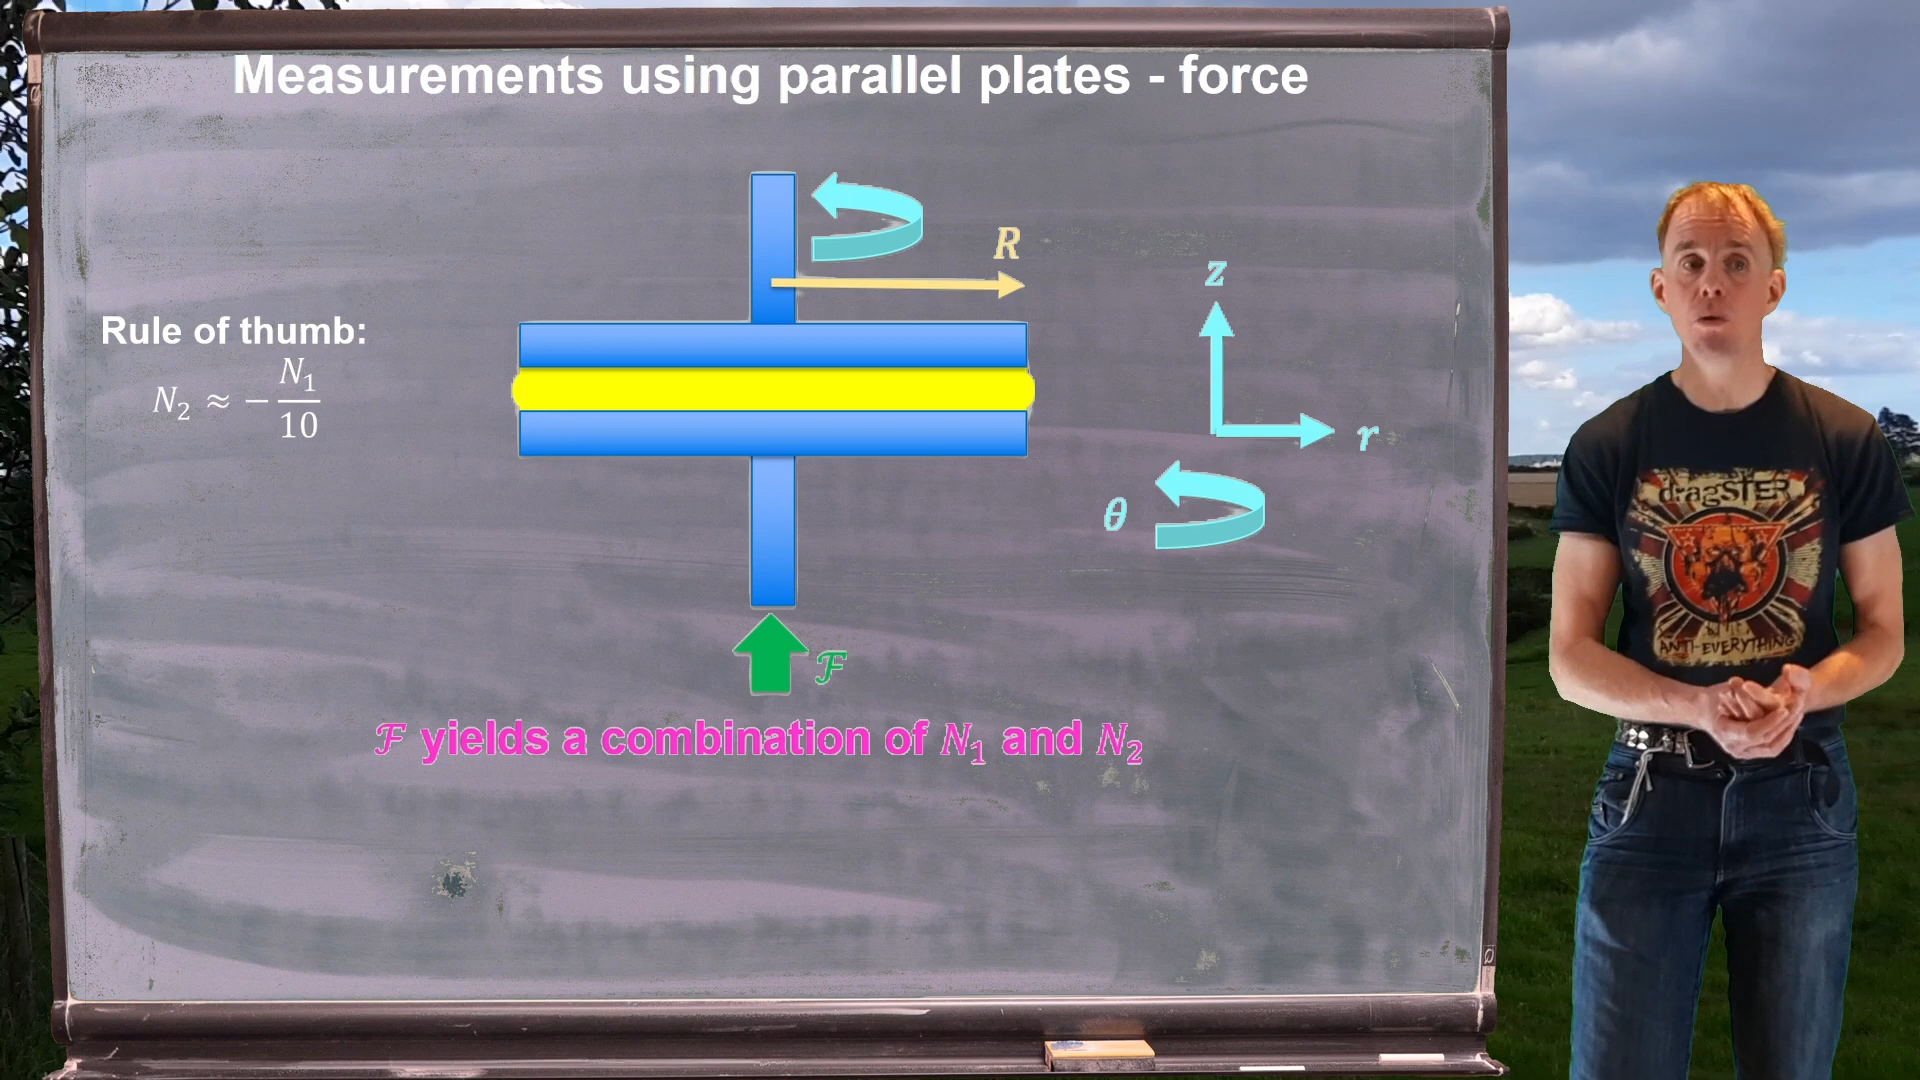 Measurements using parallel plates - force
R
z
Rule of thumb:
N₂ ≈ − N₁/10
r
θ
ℱ
ℱ yields a combination of N₁ and N₂
dragSTER
ANTI-EVERYTHING